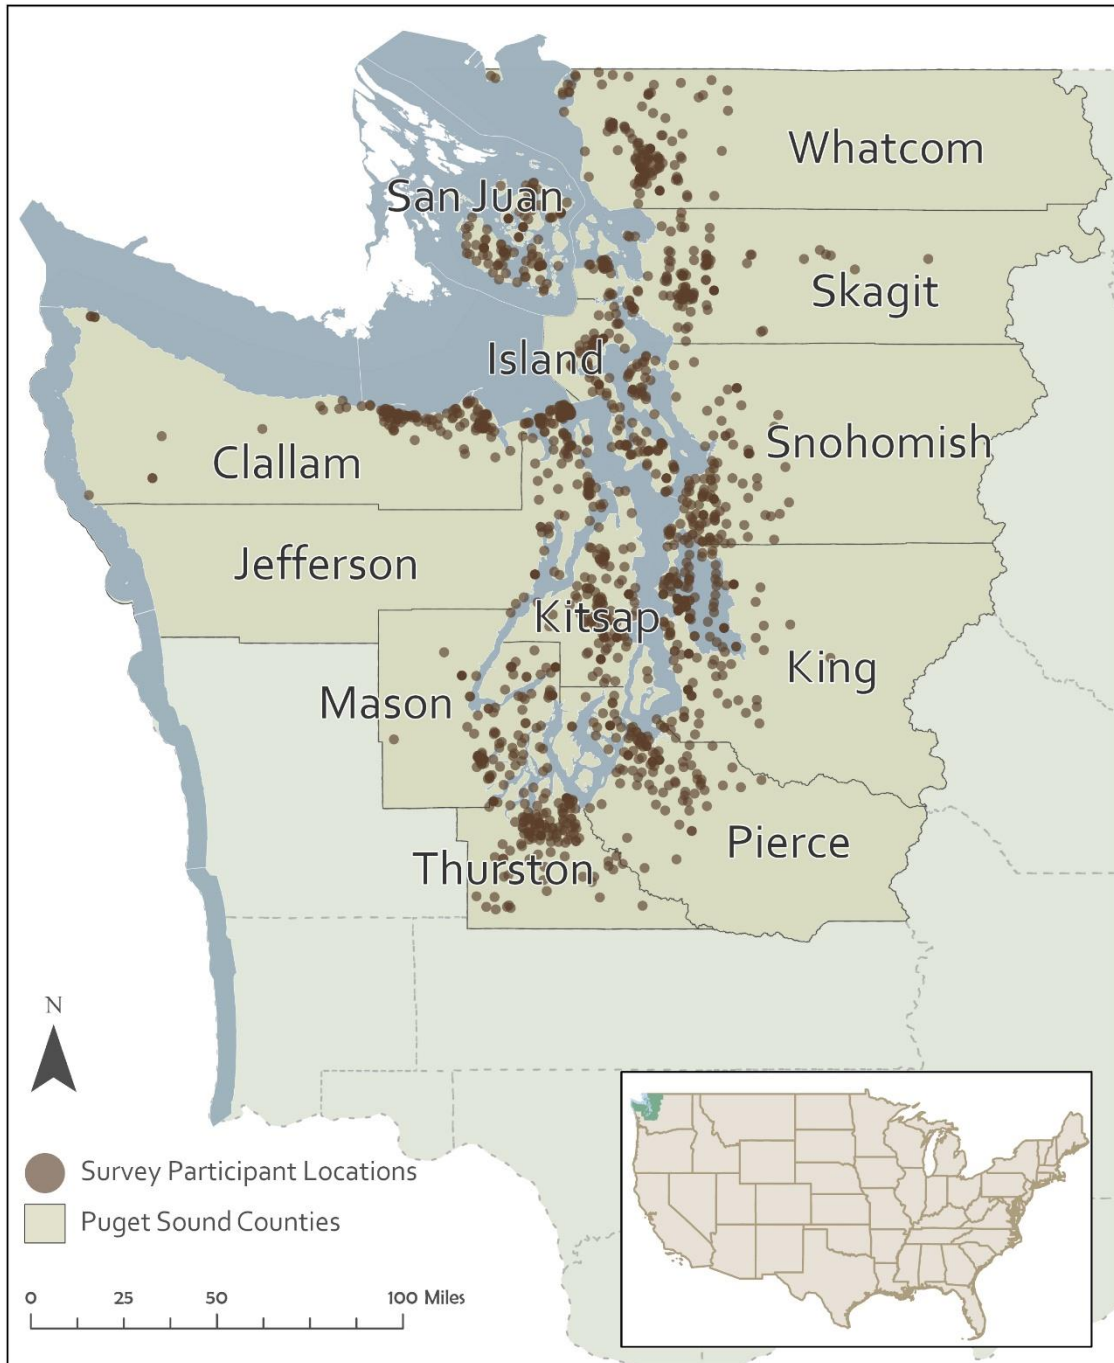 Whatcom
San Juan
Skagit
Island
Snohomish
Clallam
Jefferson
Kitsap
King
Mason
Pierce
Thurston
N
Survey Participant Locations
Puget Sound Counties
0 25 50 100 Miles